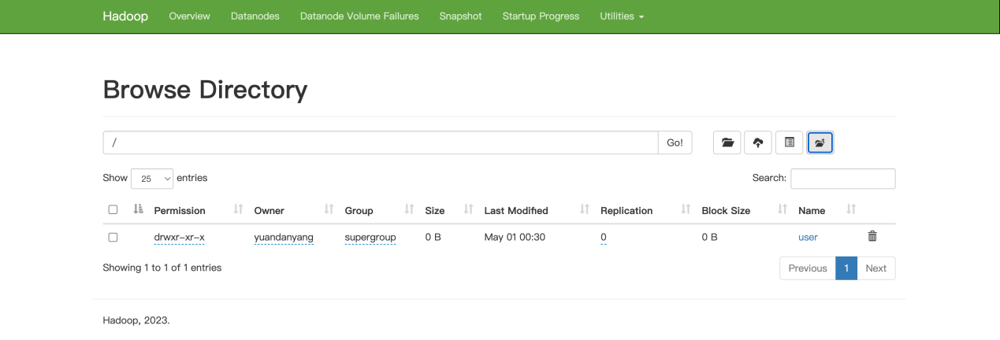 Hadoop Overview Datanodes Datanode Volume Failures Snapshot Startup Progress Utilities
Browse Directory
/ Go!
Show 25 entries Search:
Permission Owner Group Size Last Modified Replication Block Size Name
drwxr-xr-x yuandanyang supergroup 0 B May 01 00:30 0 0 B user
Showing 1 to 1 of 1 entries Previous 1 Next
Hadoop, 2023.